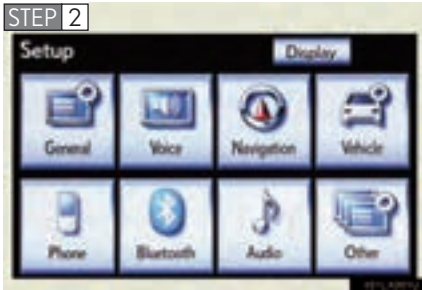 STEP 2
Setup Display
General Voice Navigation Vehicle
Phone Bluetooth Audio Other